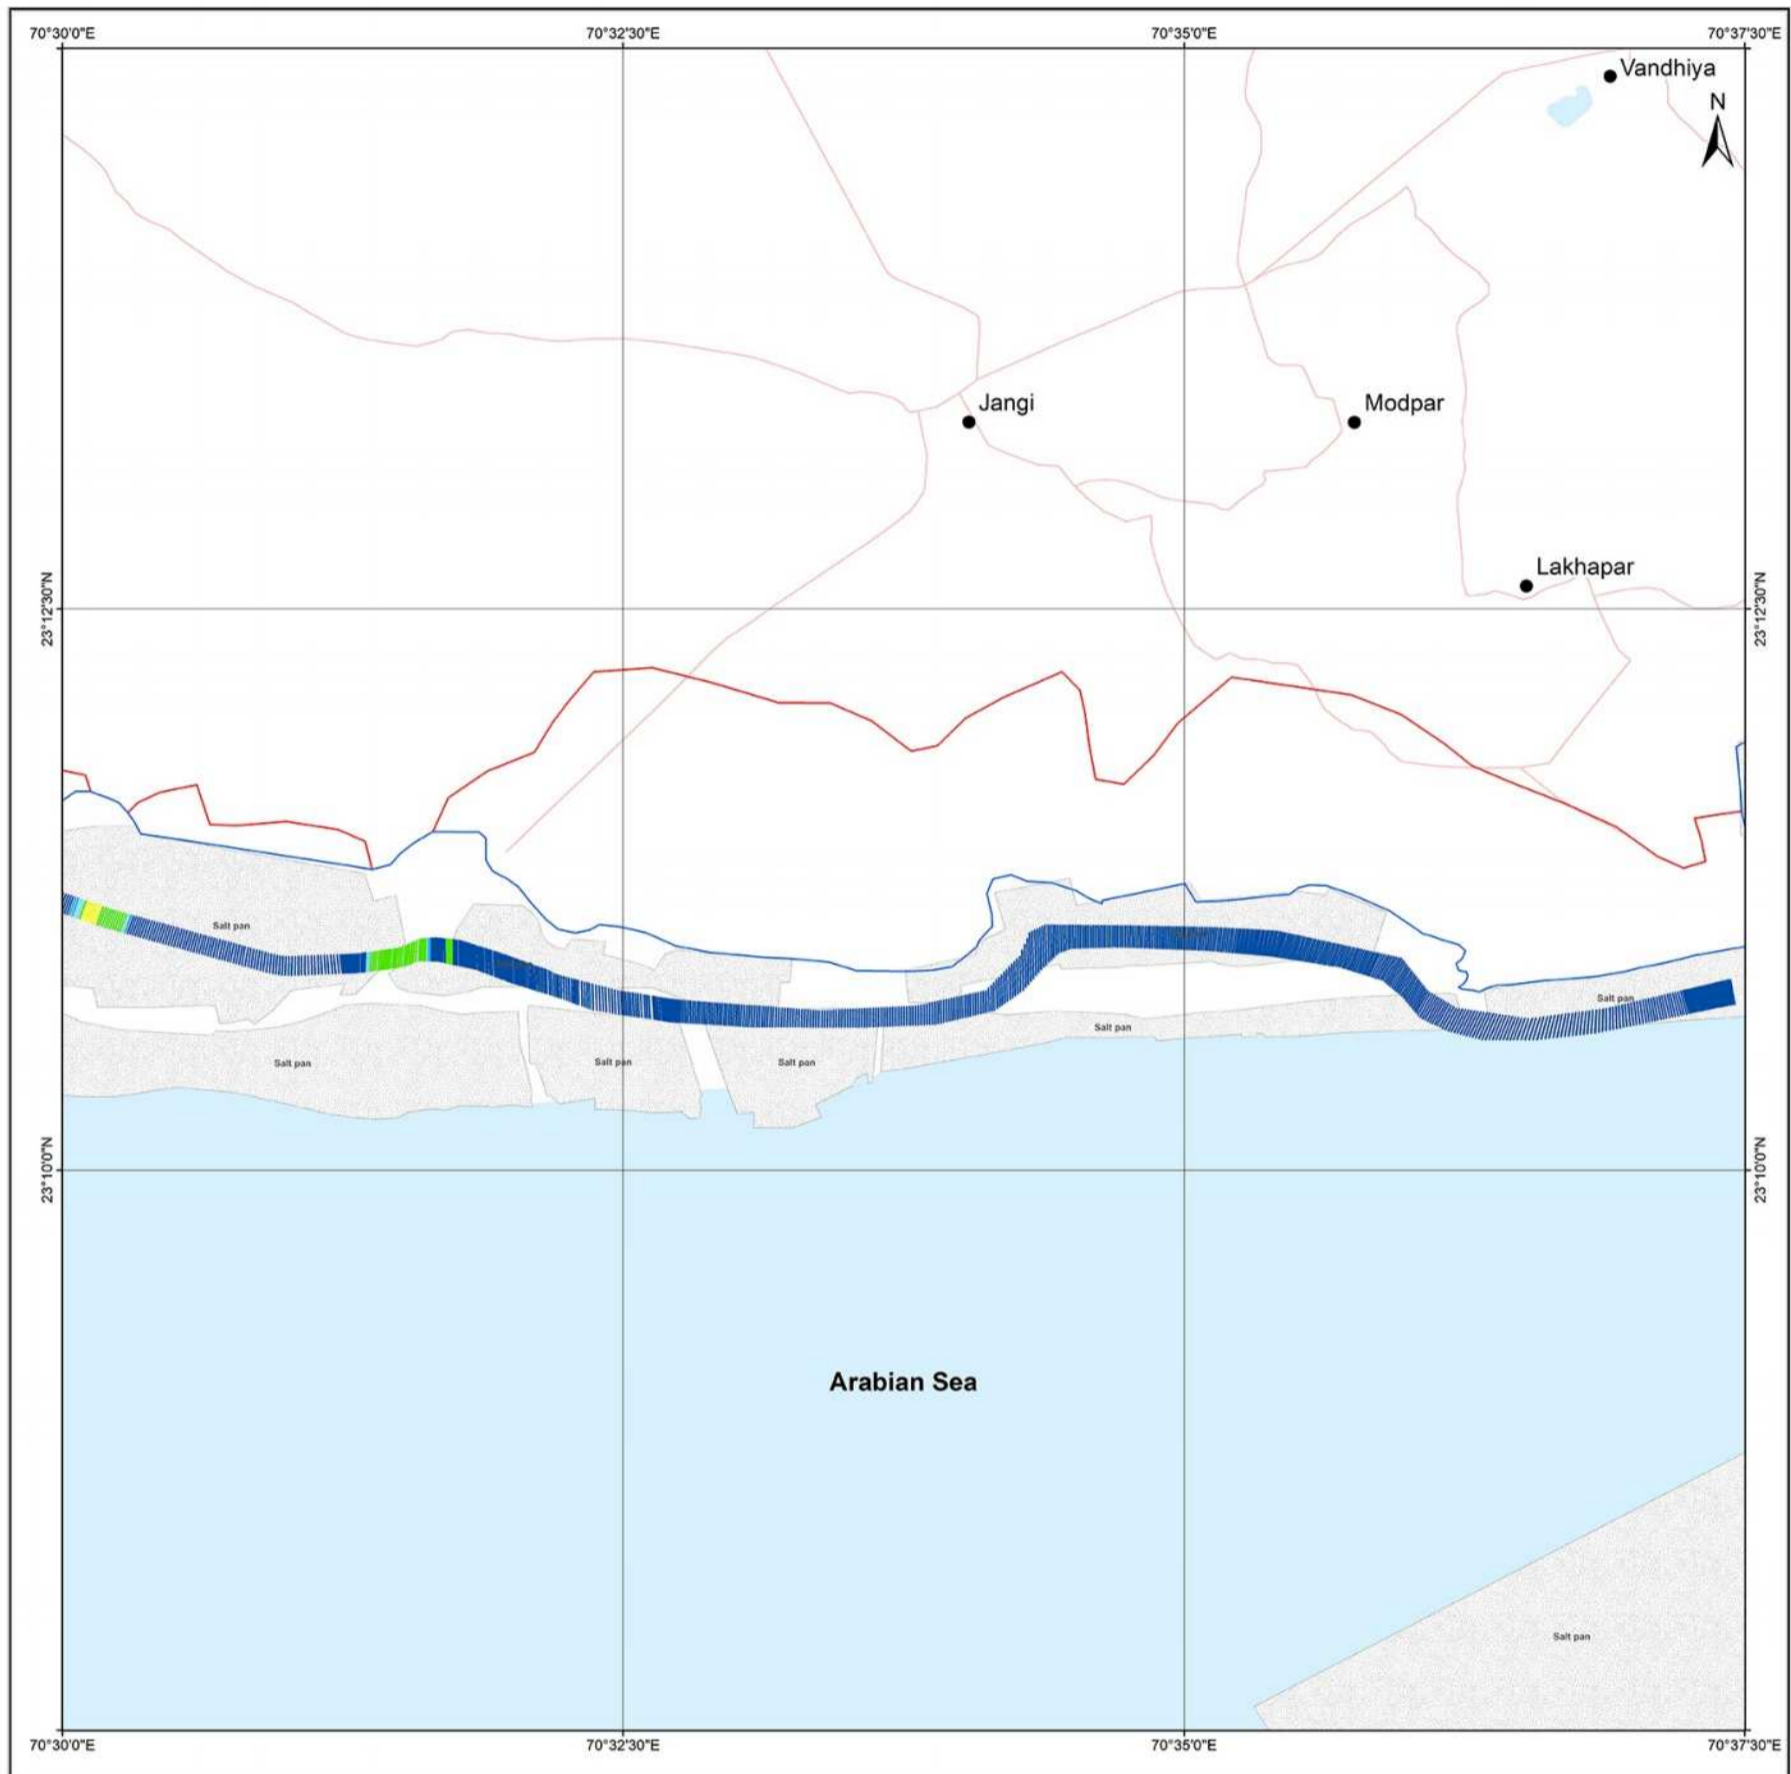 70°30'0"E 70°32'30"E 70°35'0"E 70°37'30"E
Vandhiya
N
Jangi
Modpar
Lakhapar
23°12'30"N 23°12'30"N
Salt pan
Salt pan
Salt pan
Salt pan
Salt pan
Salt pan
23°10'0"N 23°10'0"N
Arabian Sea
Salt pan
70°30'0"E 70°32'30"E 70°35'0"E 70°37'30"E